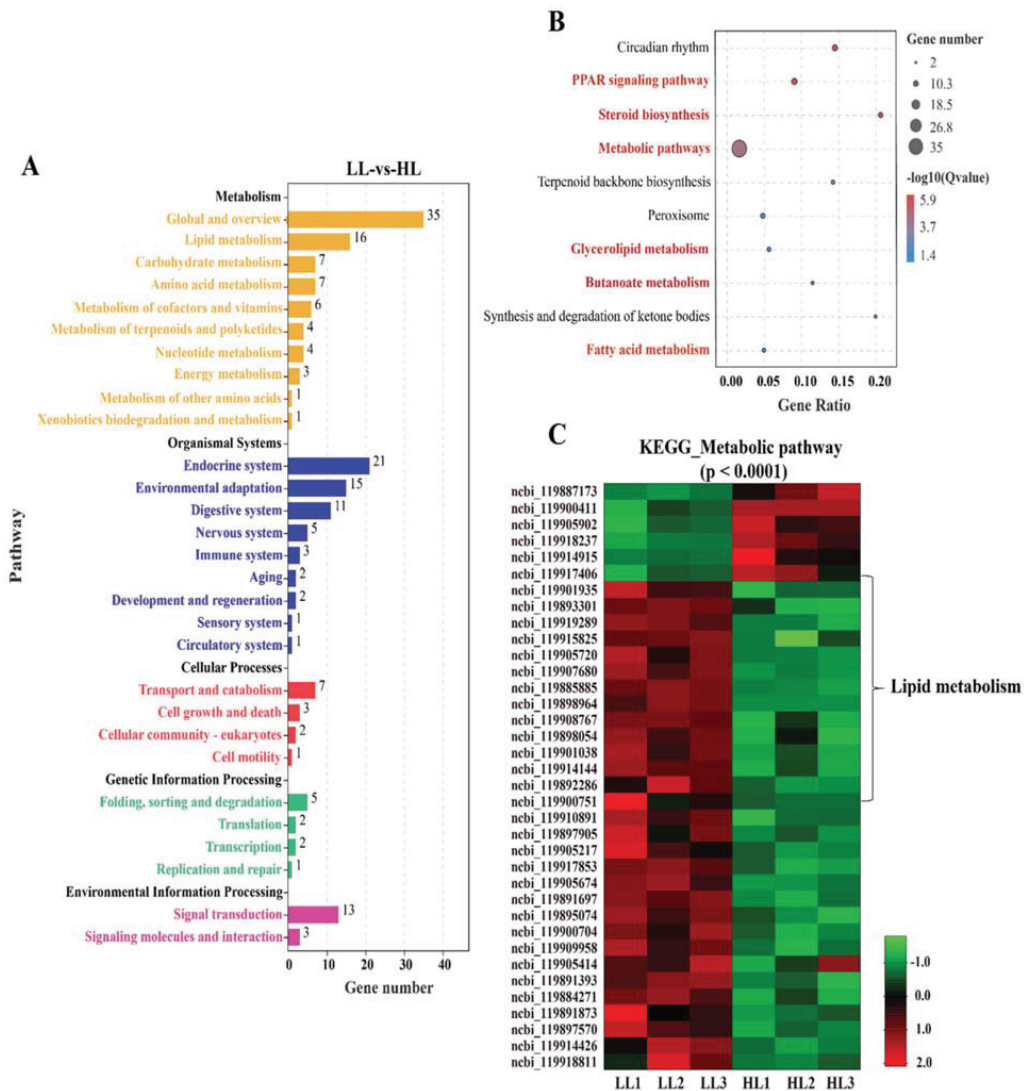 A
LL-vs-HL
Pathway
Metabolism
Global and overview 35
Lipid metabolism 16
Carbohydrate metabolism 7
Amino acid metabolism 7
Metabolism of cofactors and vitamins 6
Metabolism of terpenoids and polyketides 4
Nucleotide metabolism 4
Energy metabolism 3
Metabolism of other amino acids 1
Xenobiotics biodegradation and metabolism 1
Organismal Systems
Endocrine system 21
Environmental adaptation 15
Digestive system 11
Nervous system 5
Immune system 3
Aging 2
Development and regeneration 2
Sensory system 1
Circulatory system 1
Cellular Processes
Transport and catabolism 7
Cell growth and death 3
Cellular community - eukaryotes 2
Cell motility 1
Genetic Information Processing
Folding, sorting and degradation 5
Translation 2
Transcription 2
Replication and repair 1
Environmental Information Processing
Signal transduction 13
Signaling molecules and interaction 3
0 10 20 30 40
Gene number
B
Circadian rhythm
PPAR signaling pathway
Steroid biosynthesis
Metabolic pathways
Terpenoid backbone biosynthesis
Peroxisome
Glycerolipid metabolism
Butanoate metabolism
Synthesis and degradation of ketone bodies
Fatty acid metabolism
0.00 0.05 0.10 0.15 0.20
Gene Ratio
Gene number
2
10.3
18.5
26.8
35
-log10(Qvalue)
5.9
3.7
1.4
C
KEGG_Metabolic pathway
(p < 0.0001)
ncbi_119887173
ncbi_119900411
ncbi_119905902
ncbi_119918237
ncbi_119914915
ncbi_119917406
ncbi_119901935
ncbi_119893301
ncbi_119919289
ncbi_119915825
ncbi_119905720
ncbi_119907680
ncbi_119885885
ncbi_119898964
ncbi_119908767
ncbi_119898054
ncbi_119901038
ncbi_119914144
ncbi_119892286
ncbi_119900751
ncbi_119910891
ncbi_119897905
ncbi_119905217
ncbi_119917853
ncbi_119905674
ncbi_119891697
ncbi_119895074
ncbi_119900704
ncbi_119909958
ncbi_119905414
ncbi_119891393
ncbi_119884271
ncbi_119891873
ncbi_119897570
ncbi_119914426
ncbi_119918811
LL1 LL2 LL3 HL1 HL2 HL3
Lipid metabolism
-1.0
0.0
1.0
2.0